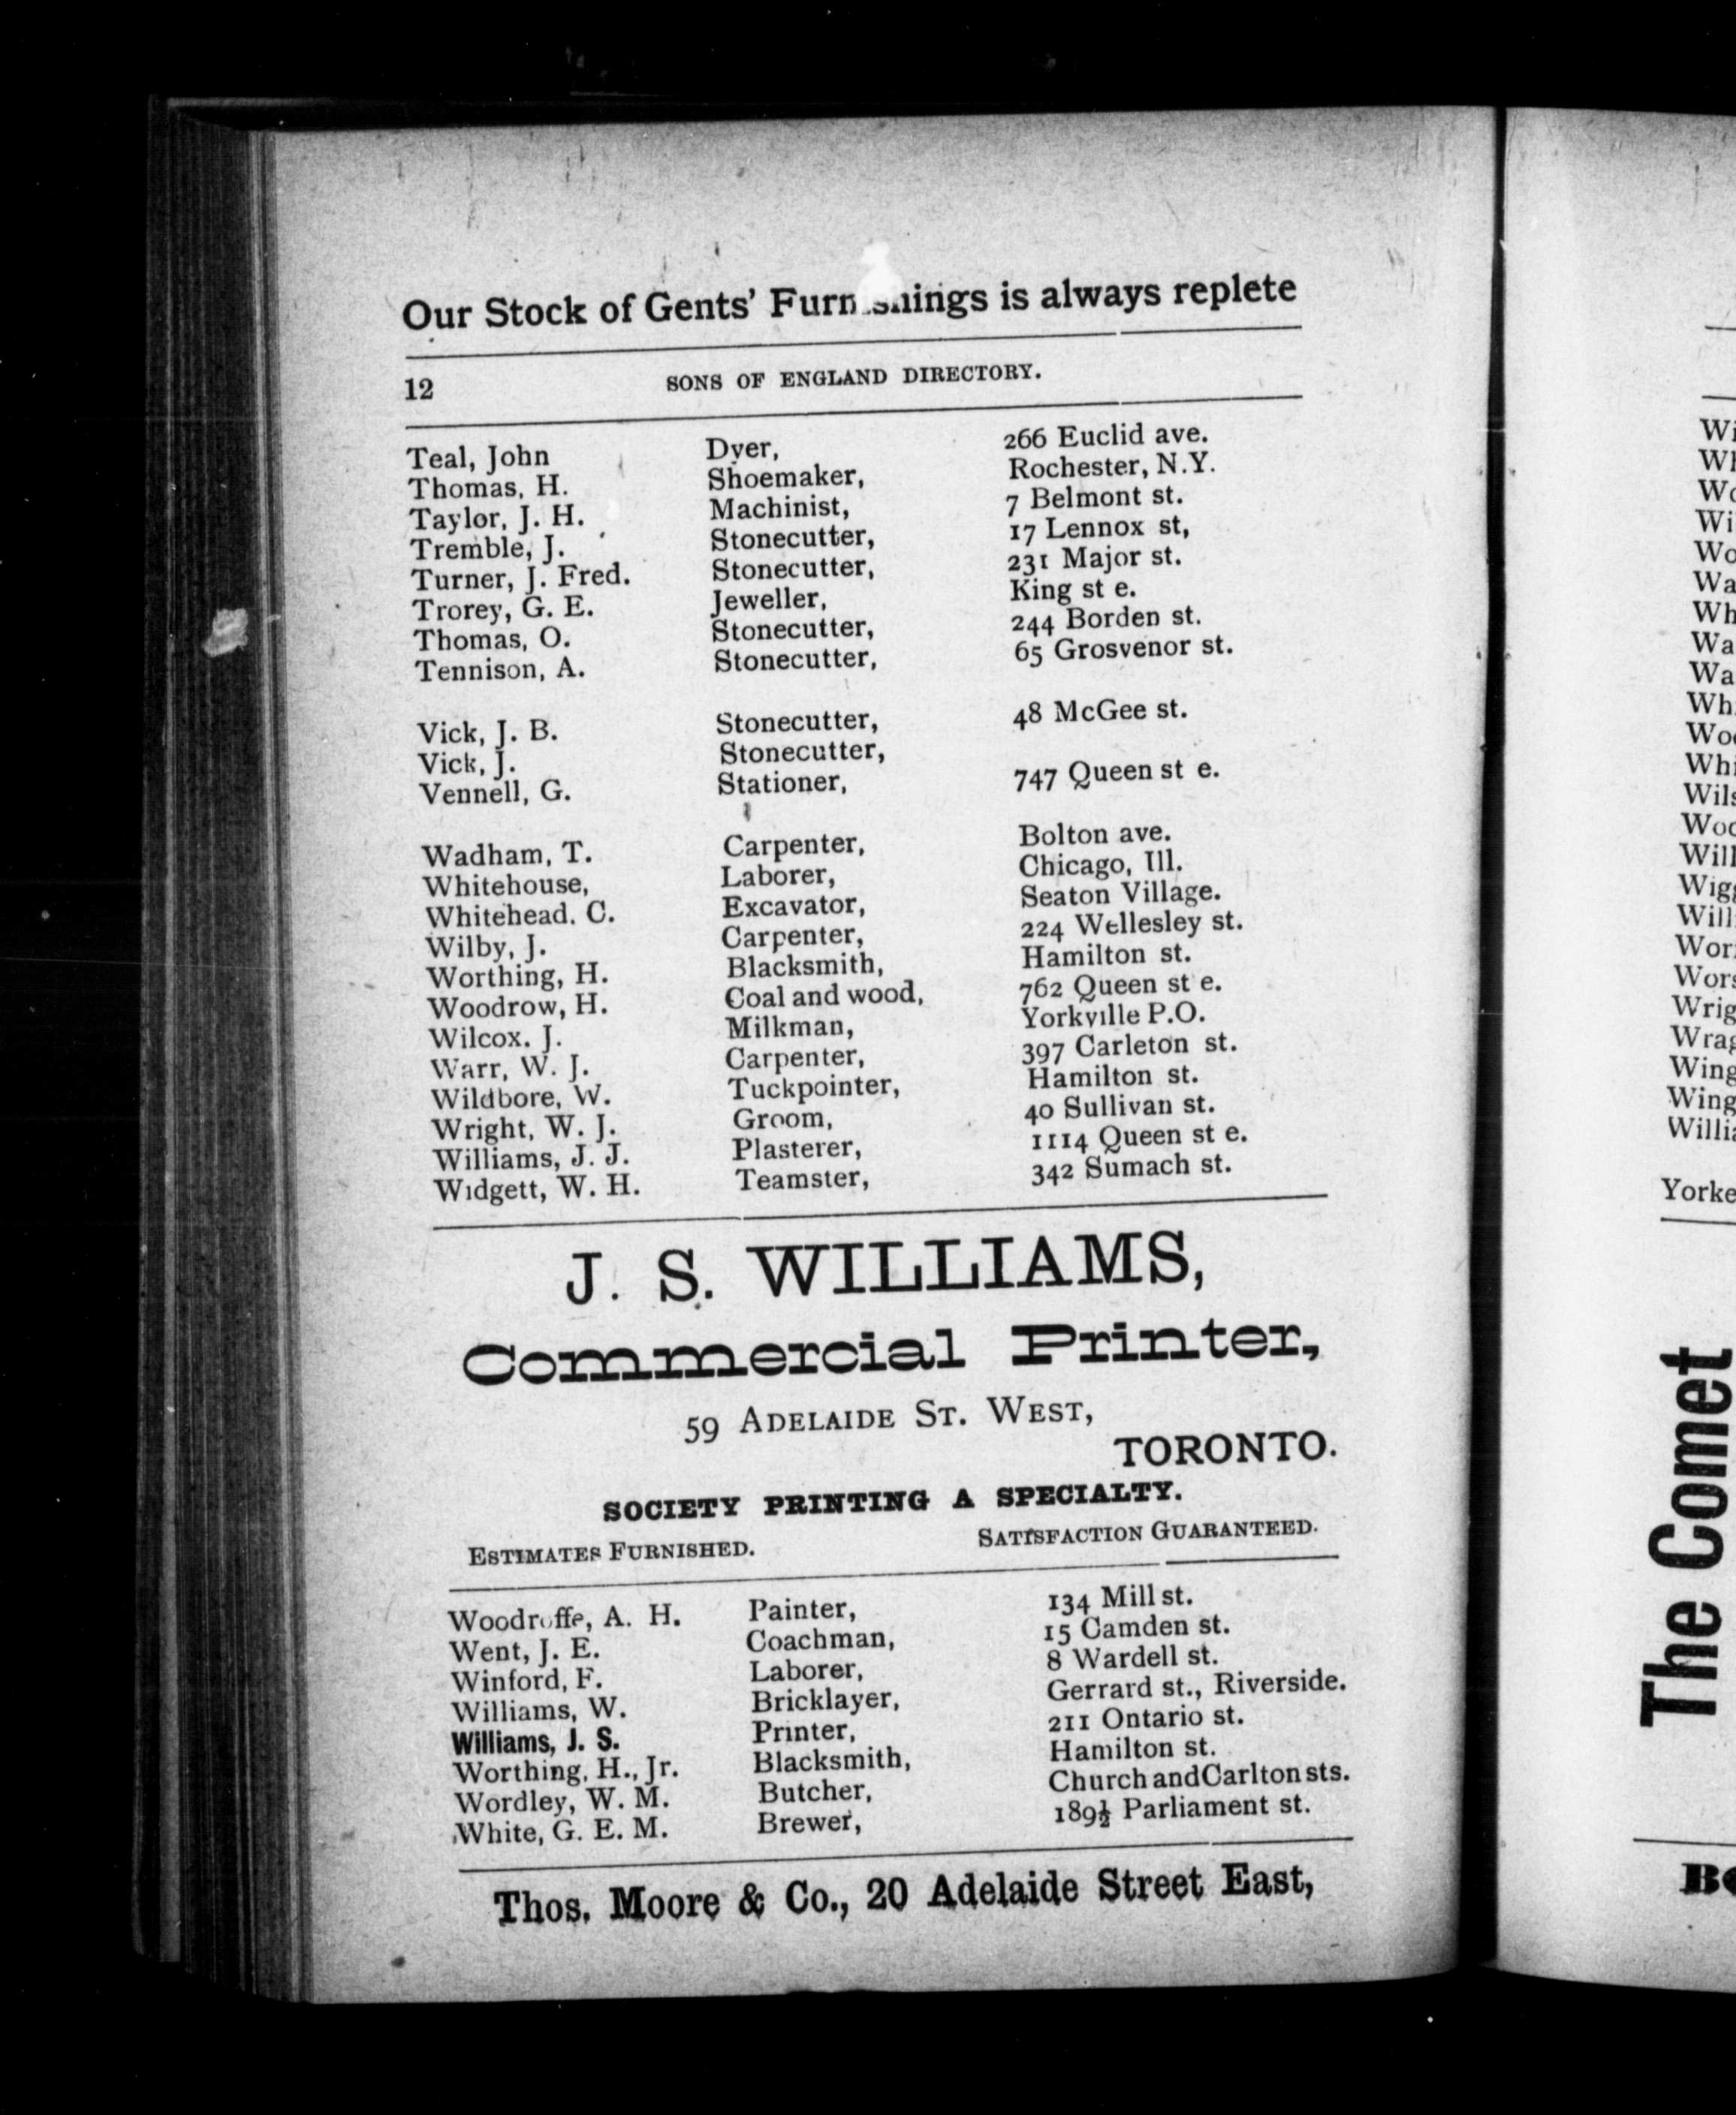 Our Stock of Gents' Furnishings is always replete
12 SONS OF ENGLAND DIRECTORY.
Teal, John Dyer, 266 Euclid ave.
Thomas, H. Shoemaker, Rochester, N.Y.
Taylor, J. H. Machinist, 7 Belmont st.
Tremble, J. Stonecutter, 17 Lennox st,
Turner, J. Fred. Stonecutter, 231 Major st.
Trorey, G. E. Jeweller, King st e.
Thomas, O. Stonecutter, 244 Borden st.
Tennison, A. Stonecutter, 65 Grosvenor st.
Vick, J. B. Stonecutter, 48 McGee st.
Vick, J. Stonecutter,
Vennell, G. Stationer, 747 Queen st e.
Wadham, T. Carpenter, Bolton ave.
Whitehouse, Laborer, Chicago, Ill.
Whitehead. C. Excavator, Seaton Village.
Wilby, J. Carpenter, 224 Wellesley st.
Worthing, H. Blacksmith, Hamilton st.
Woodrow, H. Coal and wood, 762 Queen st e.
Wilcox. J. Milkman, Yorkville P.O.
Warr, W. J. Carpenter, 397 Carleton st.
Wildbore, W. Tuckpointer, Hamilton st.
Wright, W. J. Groom, 40 Sullivan st.
Williams, J. J. Plasterer, 1114 Queen st e.
Widgett, W. H. Teamster, 342 Sumach st.
J. S. WILLIAMS,
Commercial Printer,
59 ADELAIDE ST. WEST,
TORONTO.
SOCIETY PRINTING A SPECIALTY.
ESTIMATES FURNISHED. SATISFACTION GUARANTEED.
Woodroffe, A. H. Painter, 134 Mill st.
Went, J. E. Coachman, 15 Camden st.
Winford, F. Laborer, 8 Wardell st.
Williams, W. Bricklayer, Gerrard st., Riverside.
Williams, J. S. Printer, 211 Ontario st.
Worthing, H., Jr. Blacksmith, Hamilton st.
Wordley, W. M. Butcher, Church and Carlton sts.
White, G. E. M. Brewer, 189½ Parliament st.
Thos. Moore & Co., 20 Adelaide Street East,
The Comet